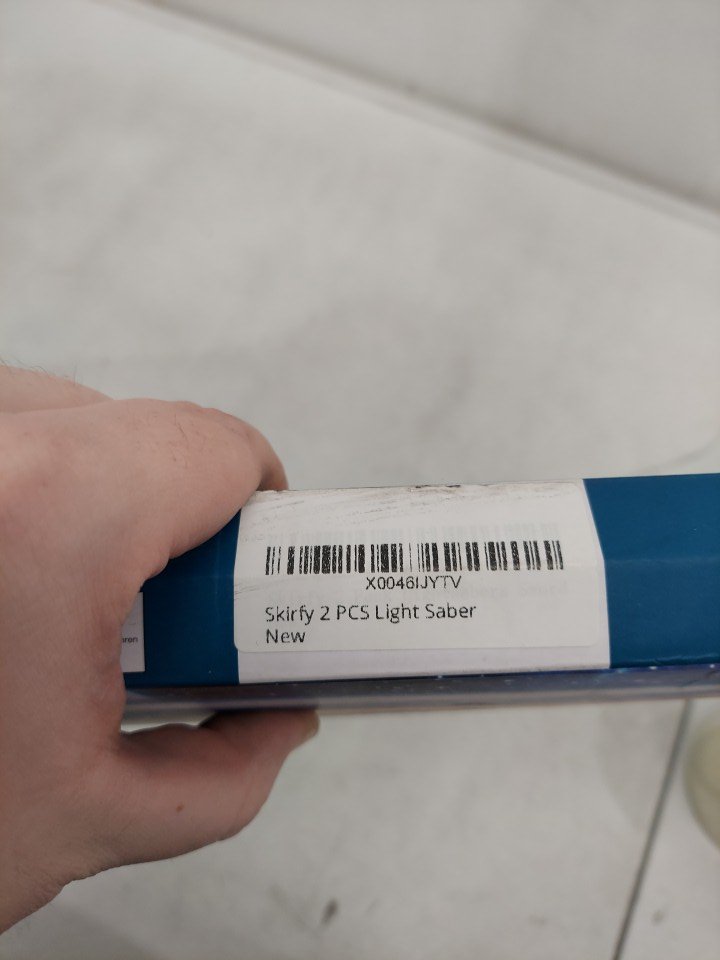 X0046IJYTV
Skirfy 2 PCS Light Saber
New